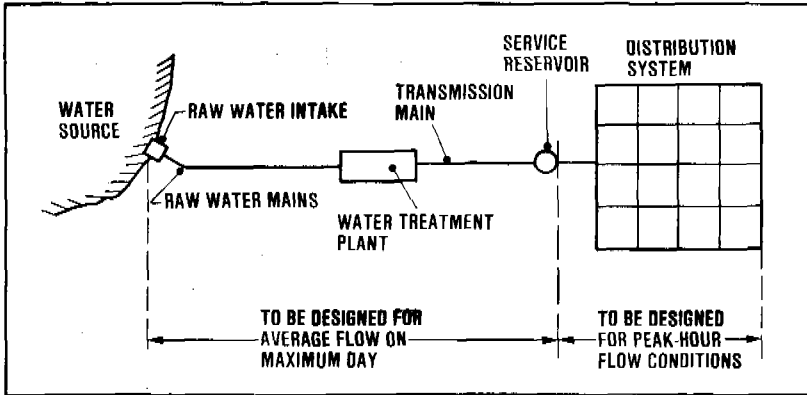 SERVICE
RESERVOIR
DISTRIBUTION
SYSTEM
TRANSMISSION
MAIN
WATER
SOURCE
RAW WATER INTAKE
RAW WATER MAINS
WATER TREATMENT
PLANT
TO BE DESIGNED FOR
AVERAGE FLOW ON
MAXIMUM DAY
TO BE DESIGNED
FOR PEAK-HOUR
FLOW CONDITIONS